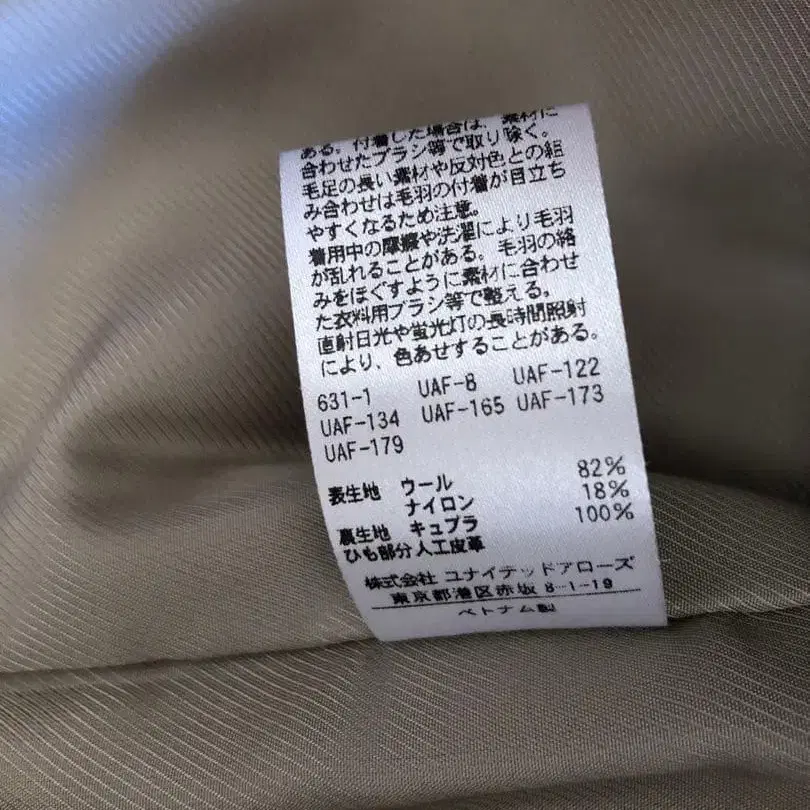 ある。付着した場合は、素材に
合わせたブラシ等で取り除く。
毛足の長い素材や反対色との組
み合わせは毛羽の付着が目立ち
やすくなるため注意。
着用中の摩擦や洗濯により毛羽
が乱れることがある。毛羽の絡
みをほぐすように素材に合わせ
た衣料用ブラシ等で整える。
直射日光や蛍光灯の長時間照射
により、色あせすることがある。
631-1 UAF-8 UAF-122
UAF-134 UAF-165 UAF-173
UAF-179
表生地 ウール 82%
ナイロン 18%
裏生地 キュプラ 100%
ひも部分人工皮革
株式会社 ユナイテッドアローズ
東京都港区赤坂 8-1-19
ベトナム製